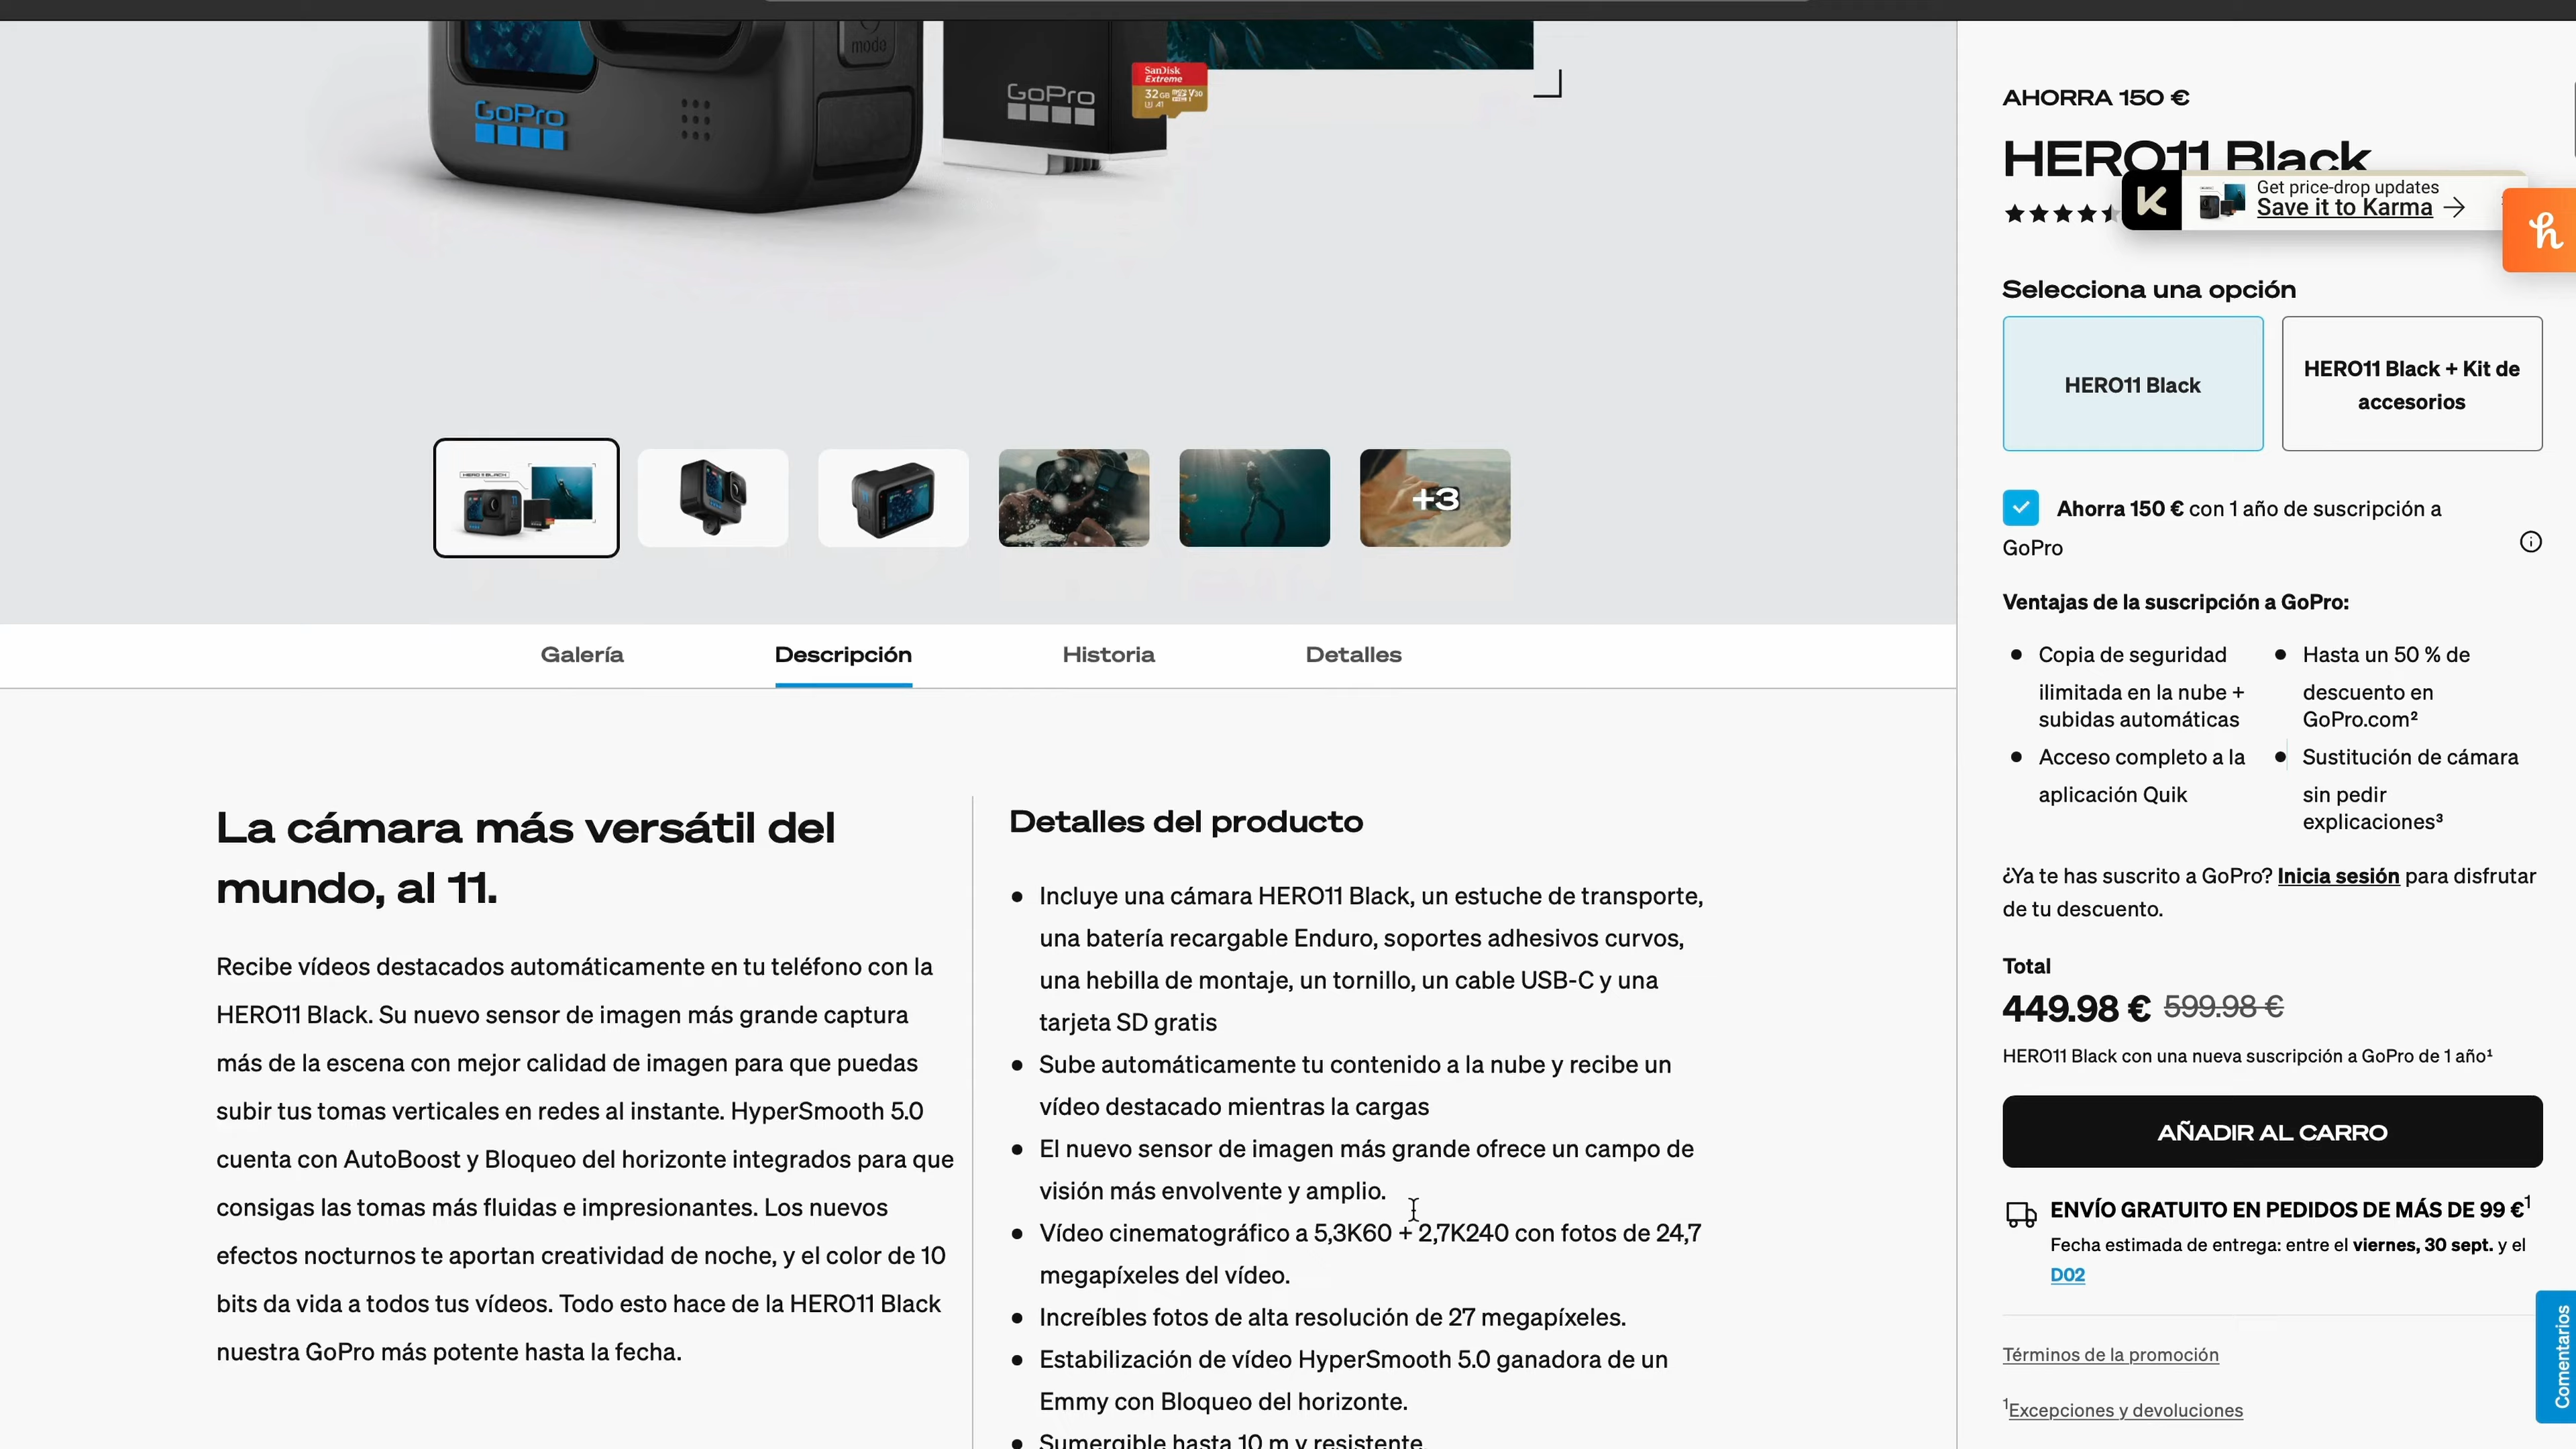 mode
GoPro
GoPro
SanDisk
Extreme
32GB
V30
A1
HERO11 BLACK
+3
Galería
Descripción
Historia
Detalles
La cámara más versátil del
mundo, al 11.
Recibe vídeos destacados automáticamente en tu teléfono con la
HERO11 Black. Su nuevo sensor de imagen más grande captura
más de la escena con mejor calidad de imagen para que puedas
subir tus tomas verticales en redes al instante. HyperSmooth 5.0
cuenta con AutoBoost y Bloqueo del horizonte integrados para que
consigas las tomas más fluidas e impresionantes. Los nuevos
efectos nocturnos te aportan creatividad de noche, y el color de 10
bits da vida a todos tus vídeos. Todo esto hace de la HERO11 Black
nuestra GoPro más potente hasta la fecha.
Detalles del producto
● Incluye una cámara HERO11 Black, un estuche de transporte,
una batería recargable Enduro, soportes adhesivos curvos,
una hebilla de montaje, un tornillo, un cable USB-C y una
tarjeta SD gratis
● Sube automáticamente tu contenido a la nube y recibe un
vídeo destacado mientras la cargas
● El nuevo sensor de imagen más grande ofrece un campo de
visión más envolvente y amplio.
● Vídeo cinematográfico a 5,3K60 + 2,7K240 con fotos de 24,7
megapíxeles del vídeo.
● Increíbles fotos de alta resolución de 27 megapíxeles.
● Estabilización de vídeo HyperSmooth 5.0 ganadora de un
Emmy con Bloqueo del horizonte.
● Sumergible hasta 10 m y resistente.
AHORRA 150 €
HERO11 Black
Get price-drop updates
Save it to Karma →
Selecciona una opción
HERO11 Black
HERO11 Black + Kit de
accesorios
Ahorra 150 € con 1 año de suscripción a
GoPro
Ventajas de la suscripción a GoPro:
● Copia de seguridad
ilimitada en la nube +
subidas automáticas
● Acceso completo a la
aplicación Quik
● Hasta un 50 % de
descuento en
GoPro.com²
● Sustitución de cámara
sin pedir
explicaciones³
¿Ya te has suscrito a GoPro? Inicia sesión para disfrutar
de tu descuento.
Total
449.98 € 599.98 €
HERO11 Black con una nueva suscripción a GoPro de 1 año¹
AÑADIR AL CARRO
ENVÍO GRATUITO EN PEDIDOS DE MÁS DE 99 €¹
Fecha estimada de entrega: entre el viernes, 30 sept. y el
D02
Términos de la promoción
¹Excepciones y devoluciones
Comentarios